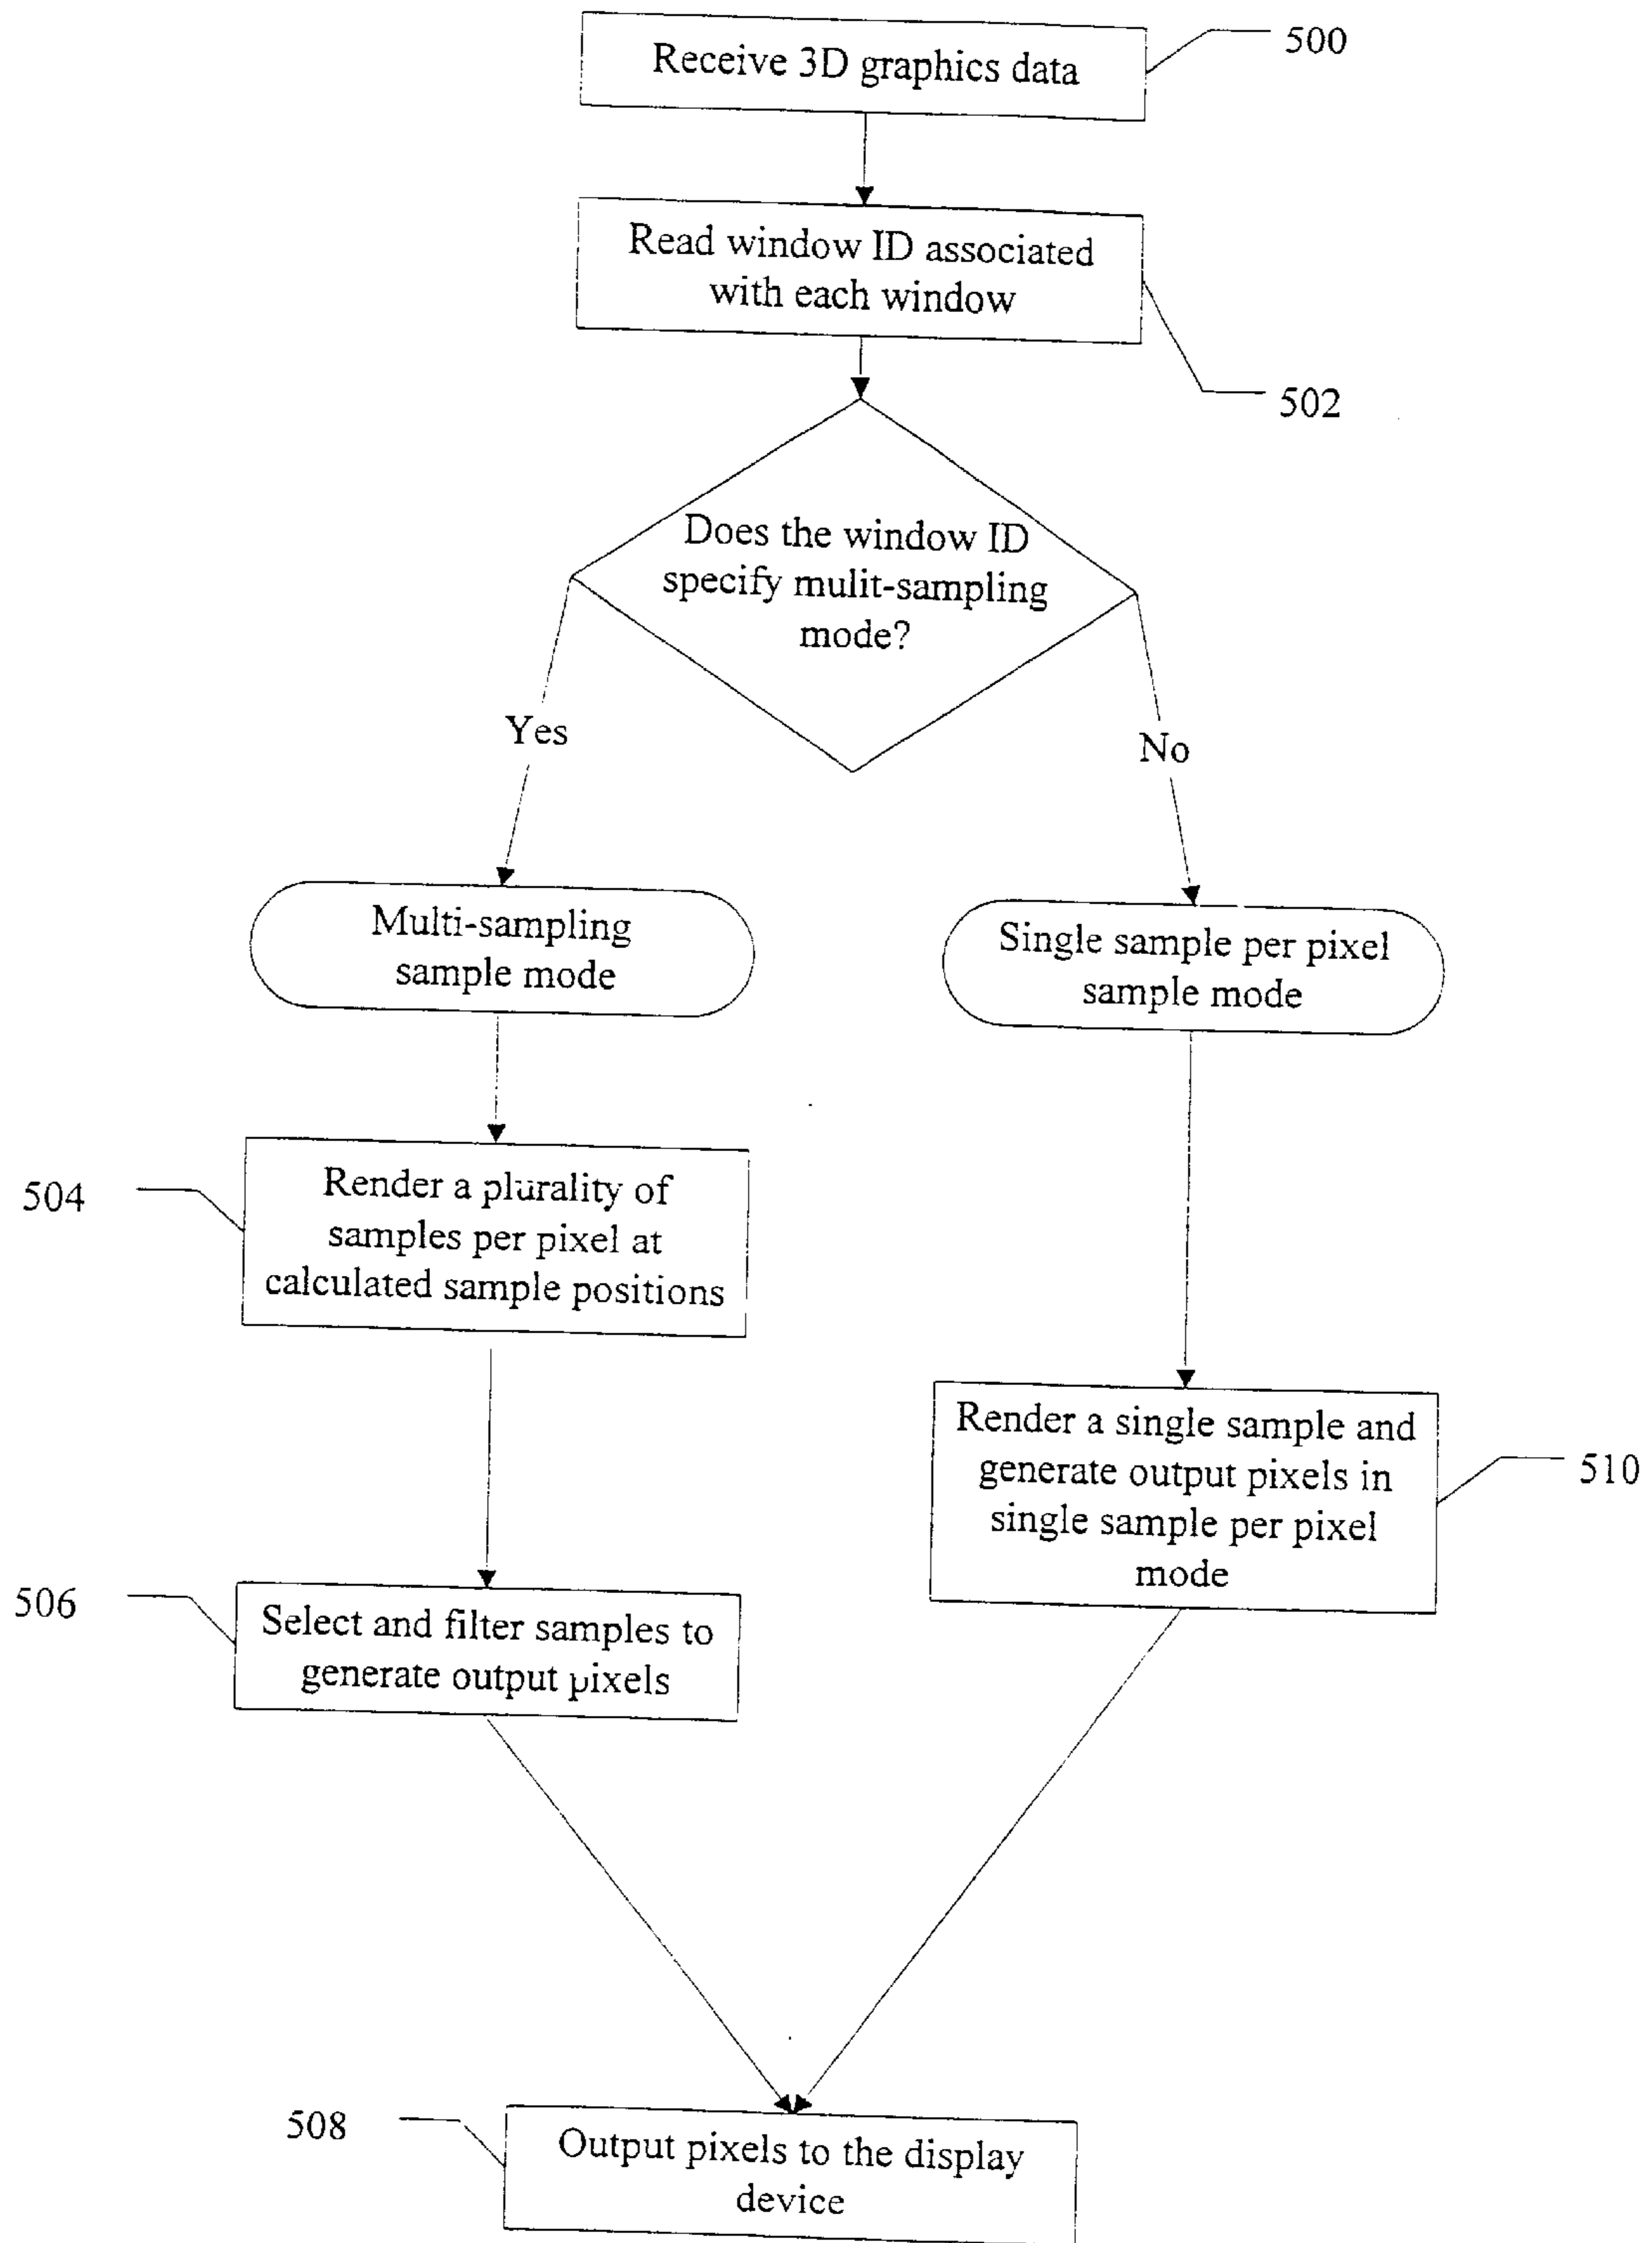 Receive 3D graphics data
500
Read window ID associated
with each window
502
Does the window ID
specify mulit-sampling
mode?
Yes
No
Multi-sampling
sample mode
Single sample per pixel
sample mode
504
Render a plurality of
samples per pixel at
calculated sample positions
Render a single sample and
generate output pixels in
single sample per pixel
mode
510
506
Select and filter samples to
generate output pixels
508
Output pixels to the display
device